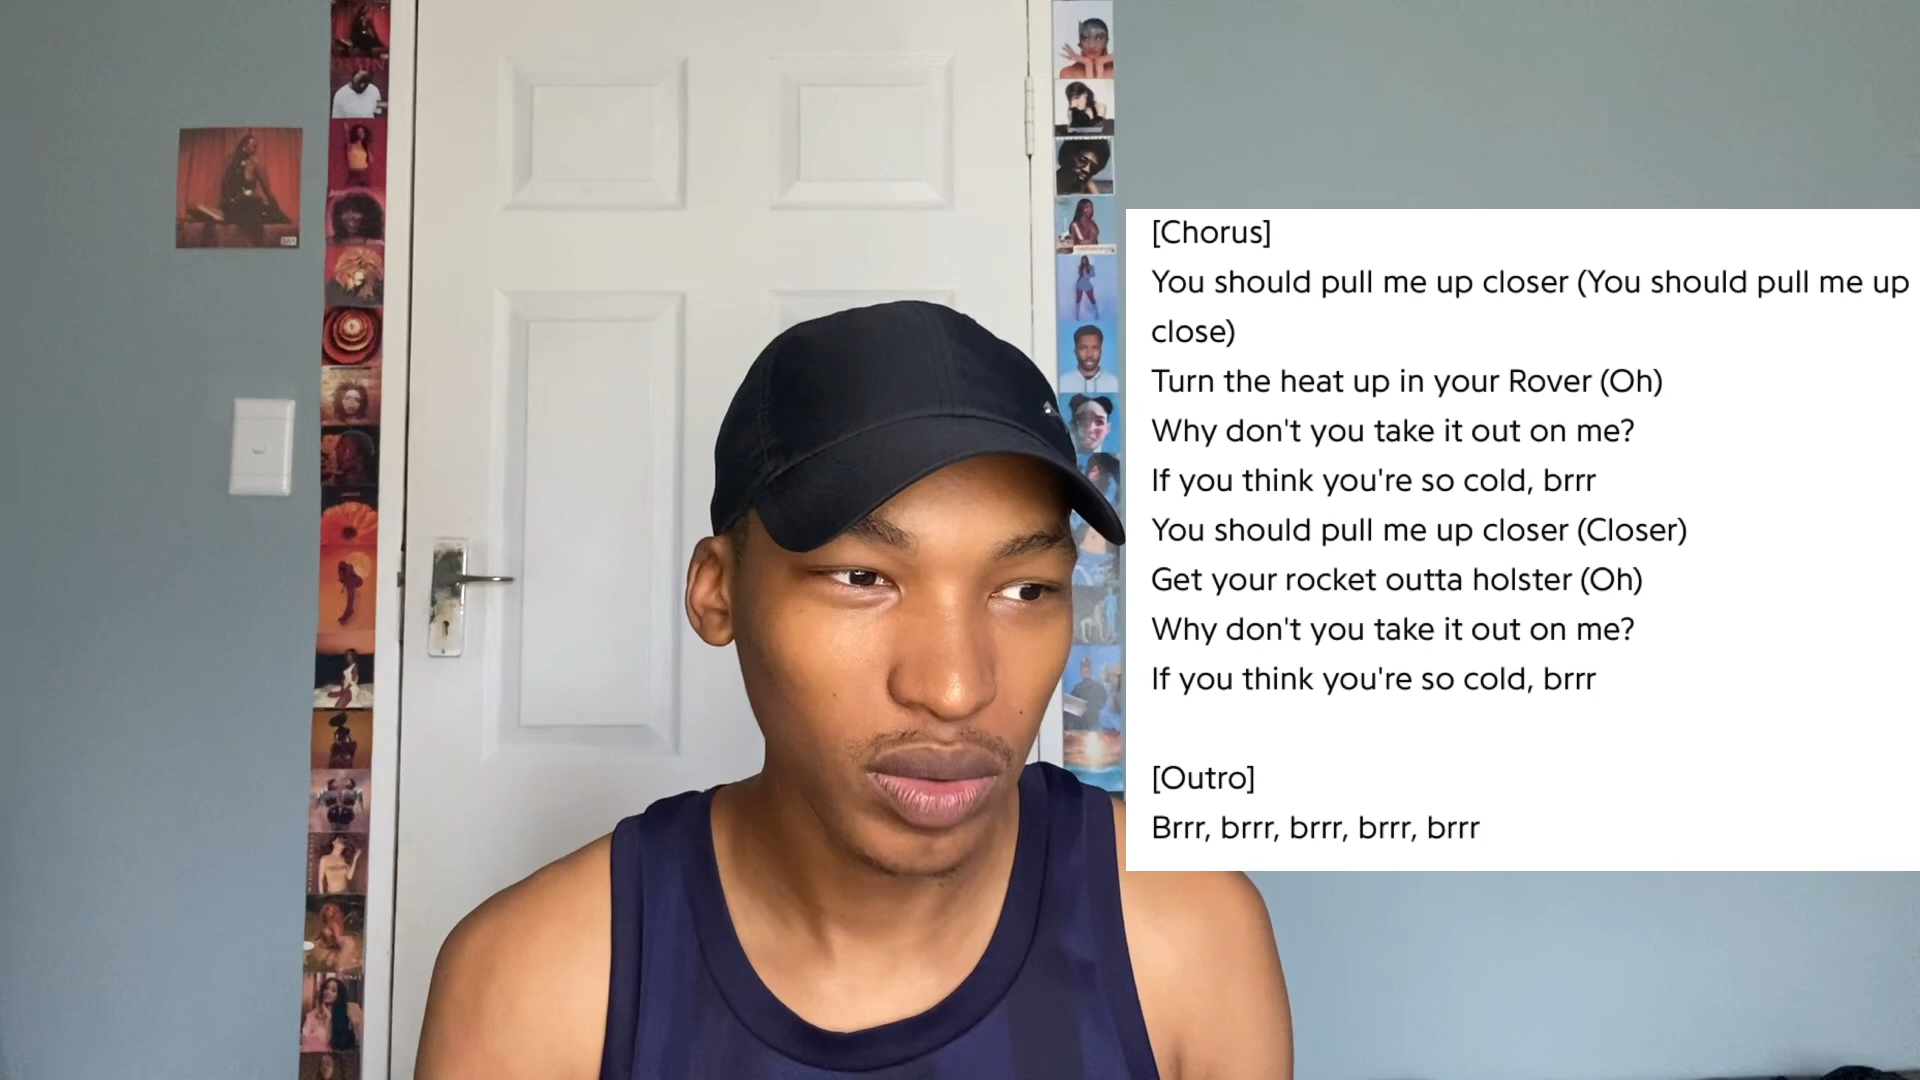 [Chorus]
You should pull me up closer (You should pull me up
close)
Turn the heat up in your Rover (Oh)
Why don't you take it out on me?
If you think you're so cold, brrr
You should pull me up closer (Closer)
Get your rocket outta holster (Oh)
Why don't you take it out on me?
If you think you're so cold, brrr
[Outro]
Brrr, brrr, brrr, brrr, brrr